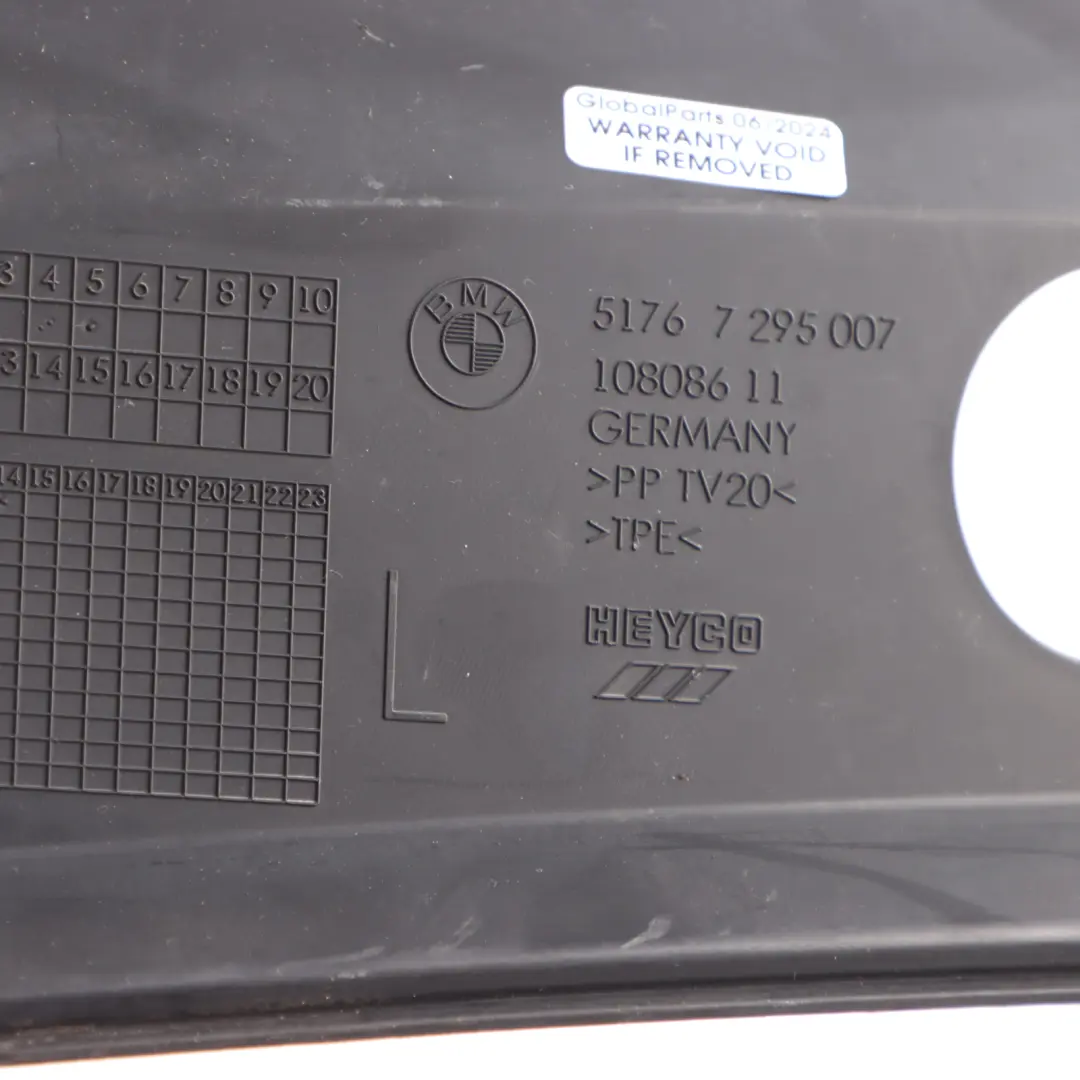 GlobalParts 06/2024
WARRANTY VOID
IF REMOVED
3 4 5 6 7 8 9 10
3 14 15 16 17 18 19 20
14 15 16 17 18 19 20 21 22 23
BMW
5176 7 295 007
108086 11
GERMANY
>PP TV20<
>TPE<
HEYCO
L